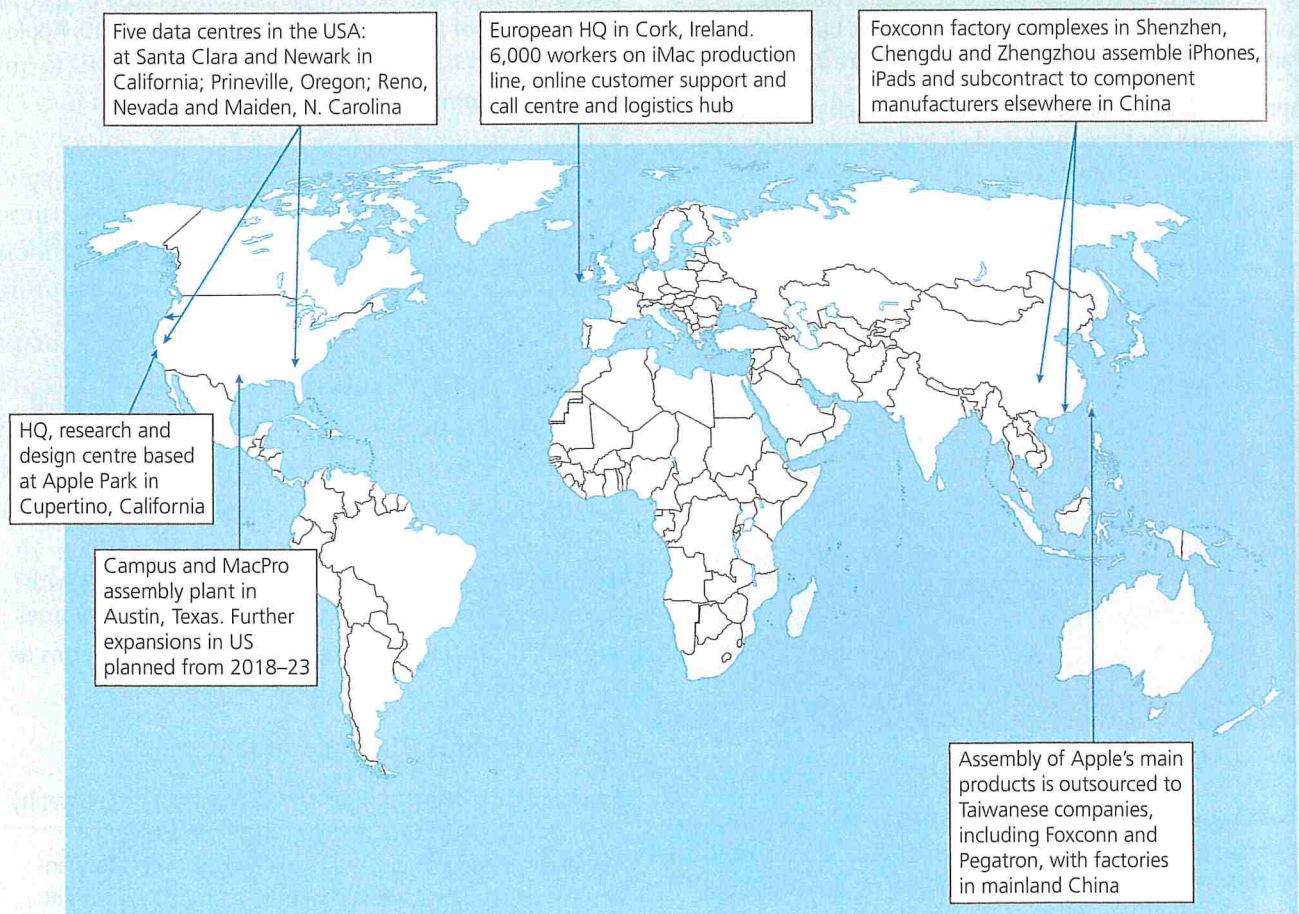 Five data centres in the USA:
at Santa Clara and Newark in
California; Prineville, Oregon; Reno,
Nevada and Maiden, N. Carolina
European HQ in Cork, Ireland.
6,000 workers on iMac production
line, online customer support and
call centre and logistics hub
Foxconn factory complexes in Shenzhen,
Chengdu and Zhengzhou assemble iPhones,
iPads and subcontract to component
manufacturers elsewhere in China
HQ, research and
design centre based
at Apple Park in
Cupertino, California
Campus and MacPro
assembly plant in
Austin, Texas. Further
expansions in US
planned from 2018–23
Assembly of Apple's main
products is outsourced to
Taiwanese companies,
including Foxconn and
Pegatron, with factories
in mainland China